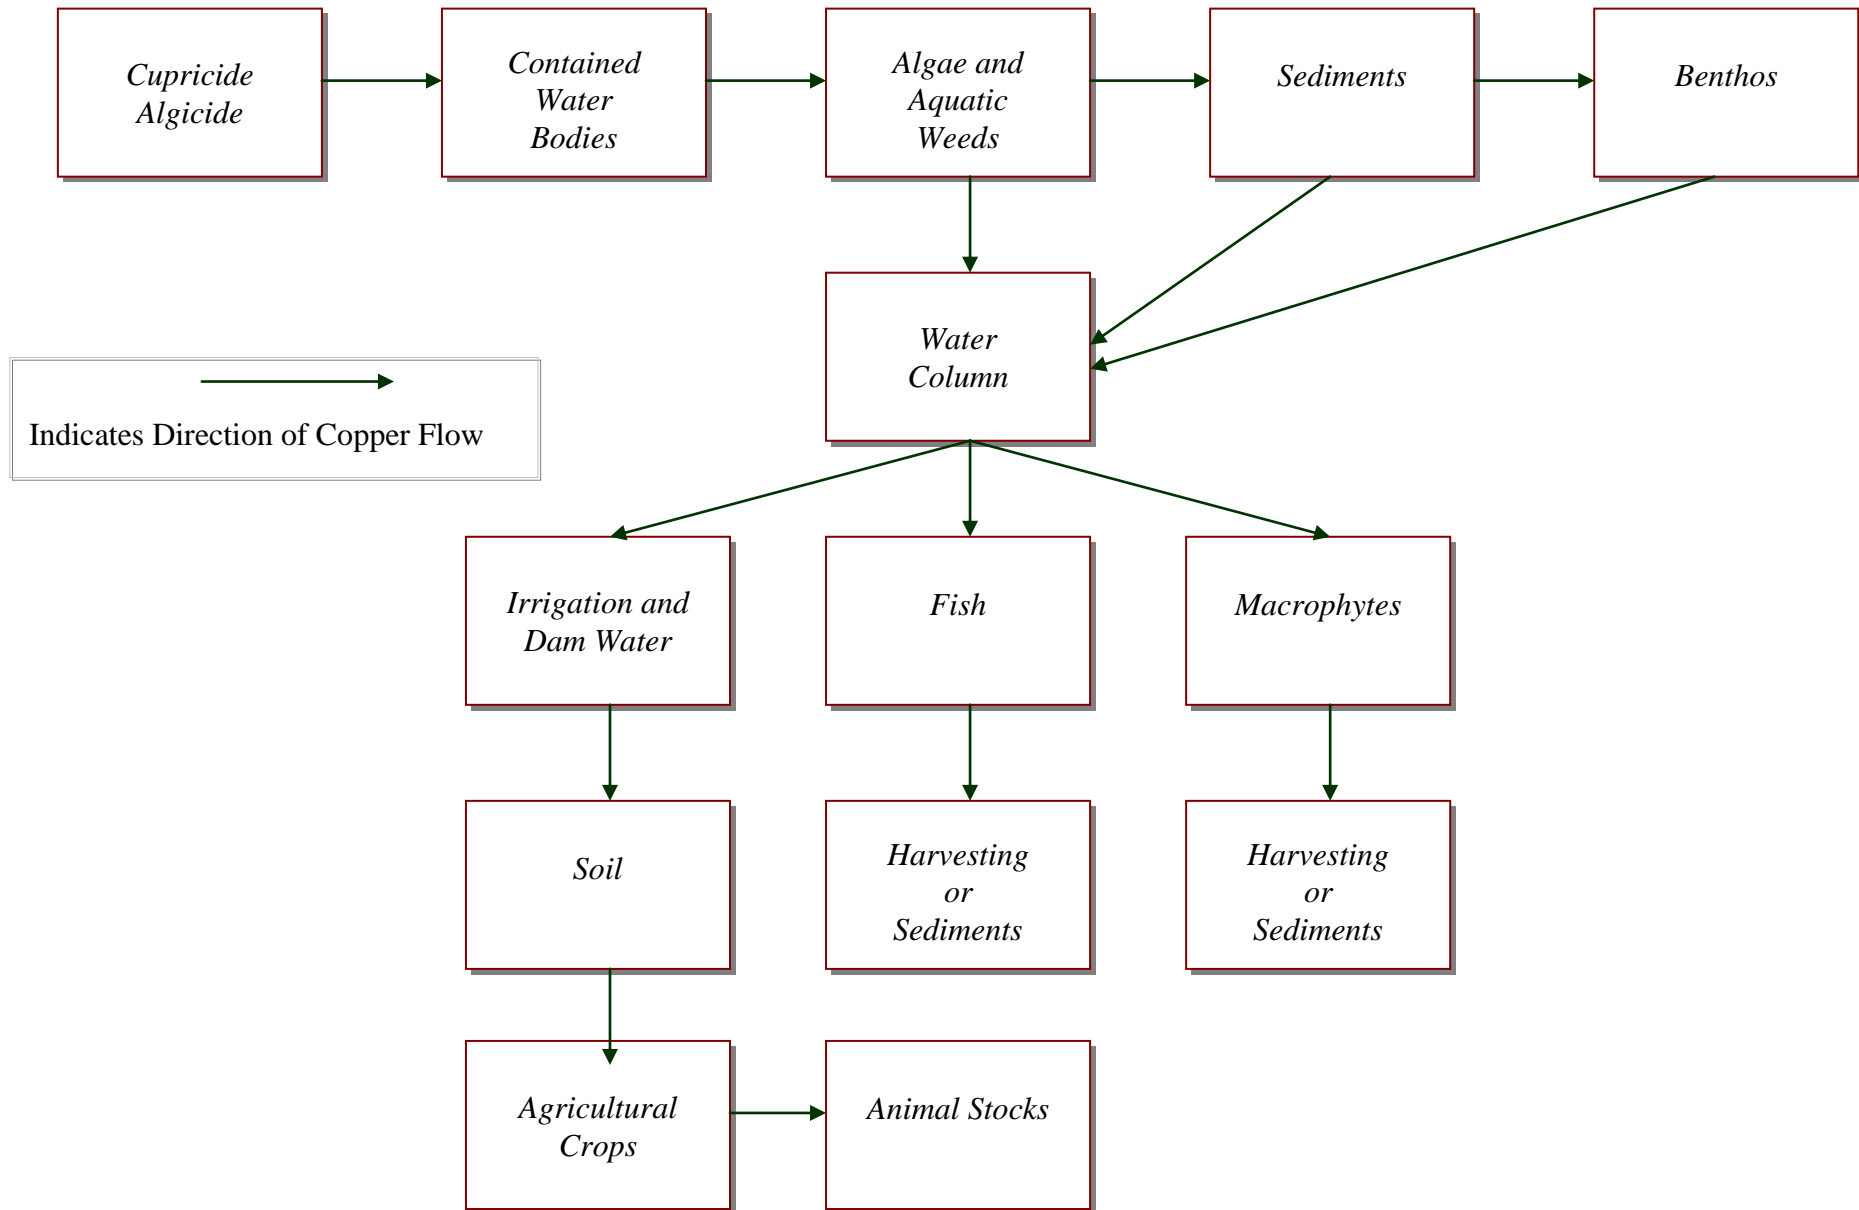 Cupricide
Algicide
Contained
Water
Bodies
Algae and
Aquatic
Weeds
Sediments
Benthos
Water
Column
Indicates Direction of Copper Flow
Irrigation and
Dam Water
Fish
Macrophytes
Soil
Harvesting
or
Sediments
Harvesting
or
Sediments
Agricultural
Crops
Animal Stocks